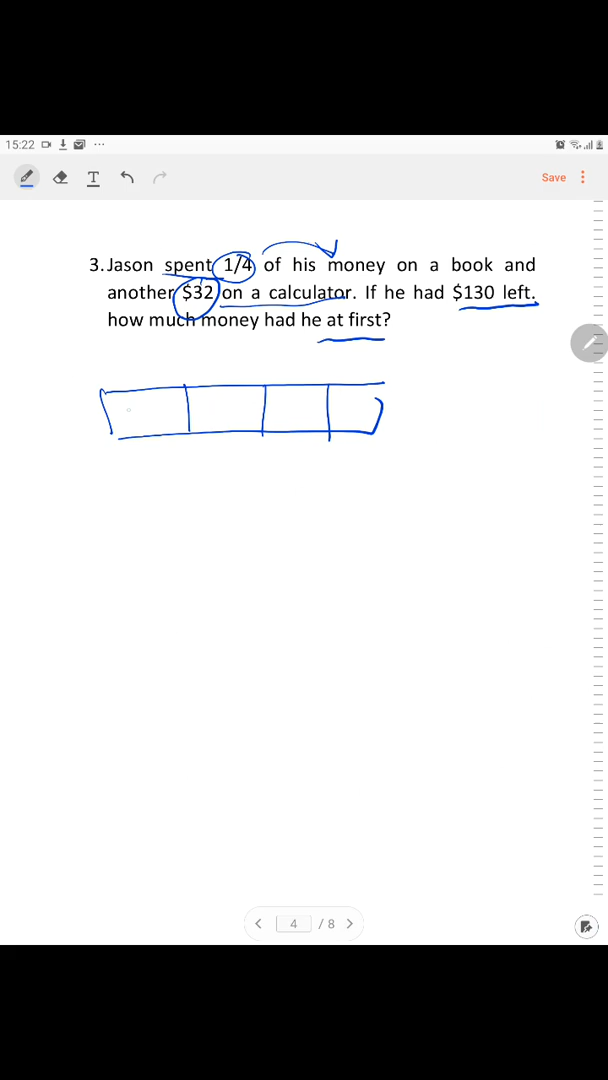 15:22
Save
3. Jason spent 1/4 of his money on a book and
another $32 on a calculator. If he had $130 left.
how much money had he at first?
4 / 8